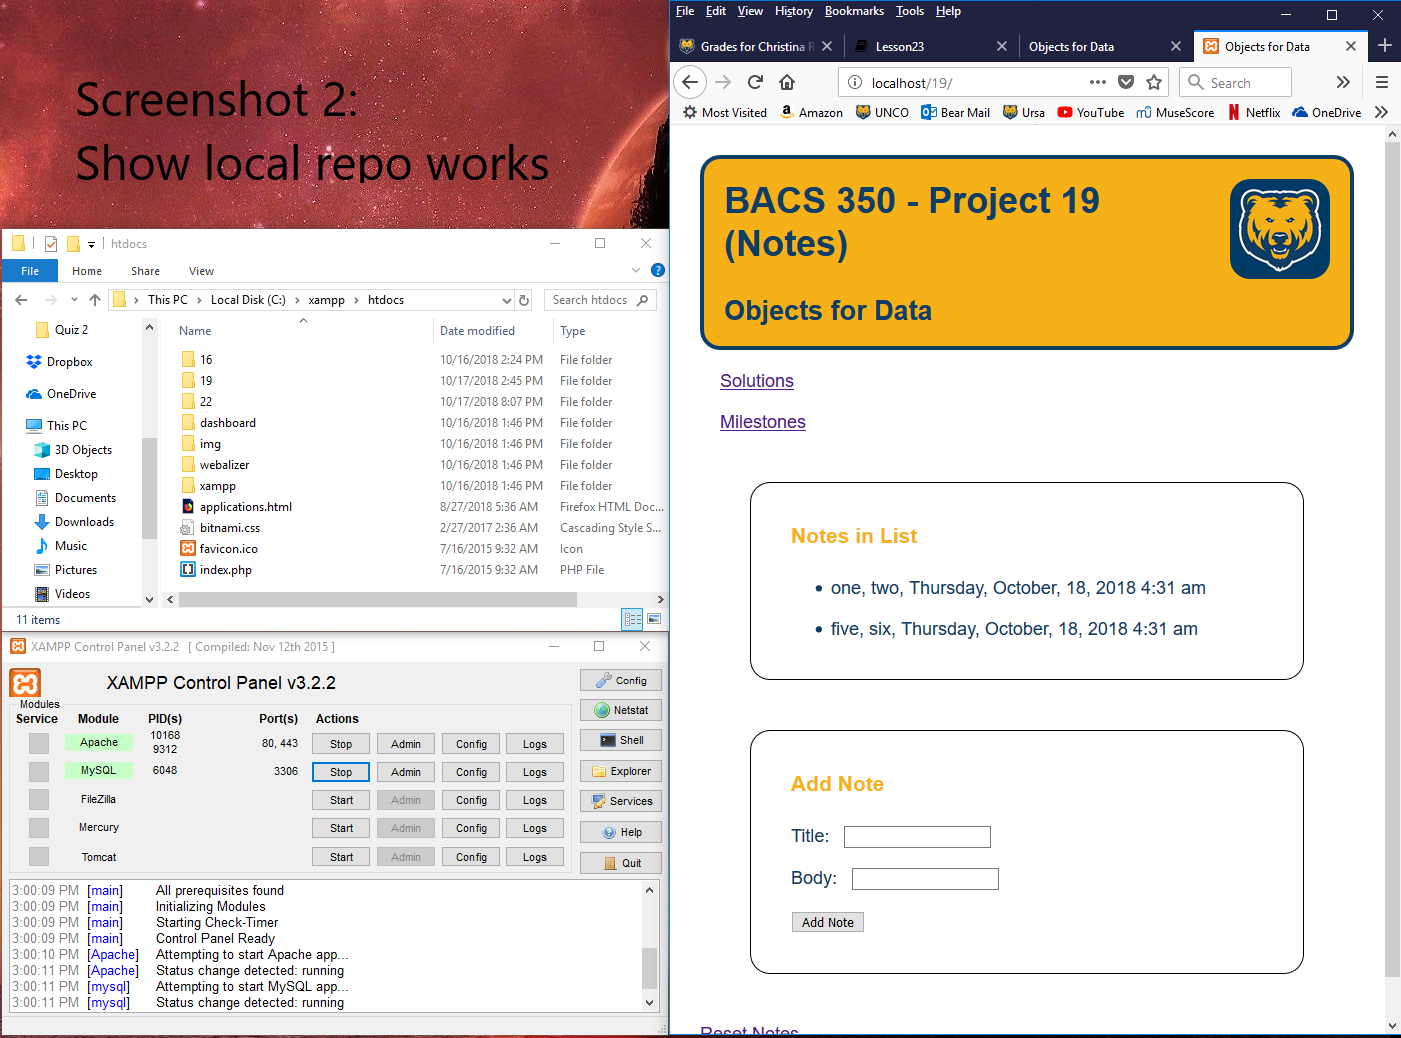 Screenshot 2:
Show local repo works
htdocs
File Home Share View
This PC Local Disk (C:) xampp htdocs Search htdocs
Quiz 2
Dropbox
OneDrive
This PC
3D Objects
Desktop
Documents
Downloads
Music
Pictures
Videos
Name Date modified Type
16 10/16/2018 2:24 PM File folder
19 10/17/2018 2:45 PM File folder
22 10/17/2018 8:07 PM File folder
dashboard 10/16/2018 1:46 PM File folder
img 10/16/2018 1:46 PM File folder
webalizer 10/16/2018 1:46 PM File folder
xampp 10/16/2018 1:46 PM File folder
applications.html 8/27/2018 5:36 AM Firefox HTML Doc...
bitnami.css 2/27/2017 2:36 AM Cascading Style S...
favicon.ico 7/16/2015 9:32 AM Icon
index.php 7/16/2015 9:32 AM PHP File
11 items
XAMPP Control Panel v3.2.2 [ Compiled: Nov 12th 2015 ]
XAMPP Control Panel v3.2.2
Modules
Service Module PID(s) Port(s) Actions
Apache 10168 9312 80, 443 Stop Admin Config Logs
MySQL 6048 3306 Stop Admin Config Logs
FileZilla Start Admin Config Logs
Mercury Start Admin Config Logs
Tomcat Start Admin Config Logs
Config
Netstat
Shell
Explorer
Services
Help
Quit
3:00:09 PM [main] All prerequisites found
3:00:09 PM [main] Initializing Modules
3:00:09 PM [main] Starting Check-Timer
3:00:09 PM [main] Control Panel Ready
3:00:10 PM [Apache] Attempting to start Apache app...
3:00:11 PM [Apache] Status change detected: running
3:00:11 PM [mysql] Attempting to start MySQL app...
3:00:11 PM [mysql] Status change detected: running
File Edit View History Bookmarks Tools Help
Grades for Christina R Lesson23 Objects for Data Objects for Data
localhost/19/ Search
Most Visited Amazon UNCO Bear Mail Ursa YouTube MuseScore Netflix OneDrive
BACS 350 - Project 19
(Notes)
Objects for Data
Solutions
Milestones
Notes in List
• one, two, Thursday, October, 18, 2018 4:31 am
• five, six, Thursday, October, 18, 2018 4:31 am
Add Note
Title:
Body:
Add Note
Reset Notes